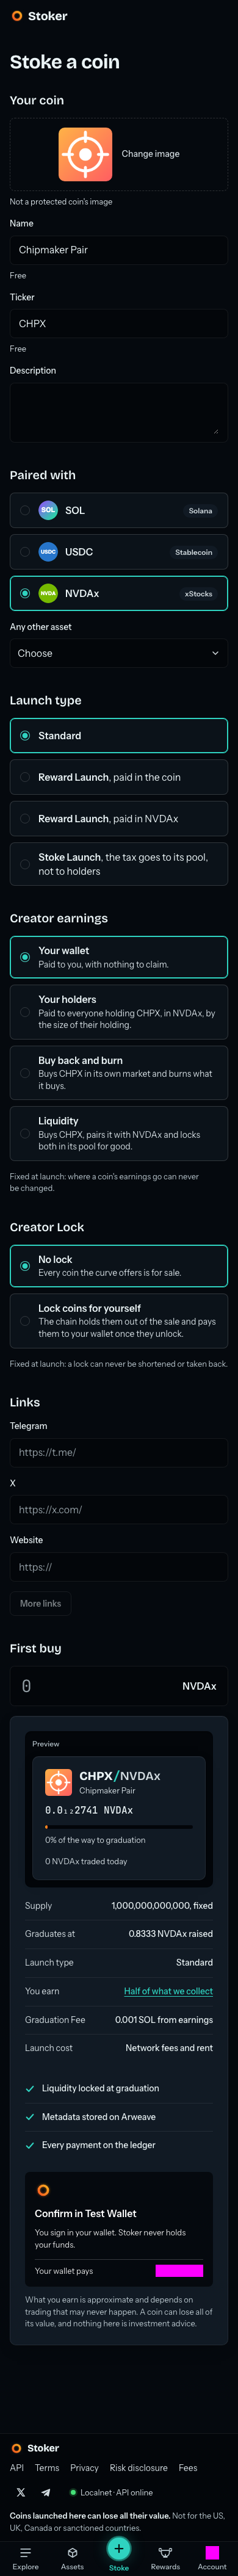 Stoker
Stoke a coin
Your coin
Change image
Not a protected coin's image
Name
Chipmaker Pair
Free
Ticker
CHPX
Free
Description
Paired with
SOL
SOL
Solana
USDC
USDC
Stablecoin
NVDA
NVDAx
xStocks
Any other asset
Choose
Launch type
Standard
Reward Launch, paid in the coin
Reward Launch, paid in NVDAx
Stoke Launch, the tax goes to its pool,
not to holders
Creator earnings
Your wallet
Paid to you, with nothing to claim.
Your holders
Paid to everyone holding CHPX, in NVDAx, by
the size of their holding.
Buy back and burn
Buys CHPX in its own market and burns what
it buys.
Liquidity
Buys CHPX, pairs it with NVDAx and locks
both in its pool for good.
Fixed at launch: where a coin's earnings go can never
be changed.
Creator Lock
No lock
Every coin the curve offers is for sale.
Lock coins for yourself
The chain holds them out of the sale and pays
them to your wallet once they unlock.
Fixed at launch: a lock can never be shortened or taken back.
Links
Telegram
https://t.me/
X
https://x.com/
Website
https://
More links
First buy
0
NVDAx
Preview
CHPX/NVDAx
Chipmaker Pair
0.0₁₂2741 NVDAx
0% of the way to graduation
0 NVDAx traded today
Supply
1,000,000,000,000, fixed
Graduates at
0.8333 NVDAx raised
Launch type
Standard
You earn
Half of what we collect
Graduation Fee
0.001 SOL from earnings
Launch cost
Network fees and rent
Liquidity locked at graduation
Metadata stored on Arweave
Every payment on the ledger
Confirm in Test Wallet
You sign in your wallet. Stoker never holds
your funds.
Your wallet pays
What you earn is approximate and depends on
trading that may never happen. A coin can lose all of
its value, and nothing here is investment advice.
Stoker
API Terms Privacy Risk disclosure Fees
Localnet · API online
Coins launched here can lose all their value. Not for the US,
UK, Canada or sanctioned countries.
Explore
Assets
Stoke
Rewards
Account